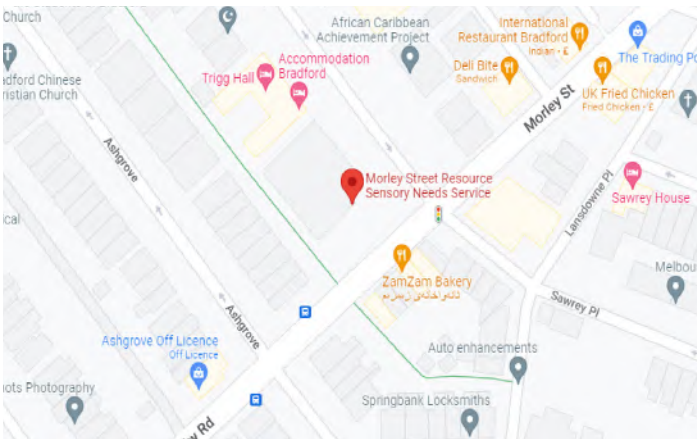 Church
African Caribbean
Achievement Project
International
Restaurant Bradford
Indian · £
The Trading Po
Deli Bite
Sandwich
Accommodation
Bradford
Trigg Hall
adford Chinese
ristian Church
UK Fried Chicken
Fried Chicken · £
Morley St
Ashgrove
Morley Street Resource
Sensory Needs Service
Sawrey House
Lansdowne Pl
ical
Melbou
ZamZam Bakery
Sawrey Pl
Ashgrove
Ashgrove Off Licence
Off Licence
Auto enhancements
ots Photography
Springbank Locksmiths
y Rd